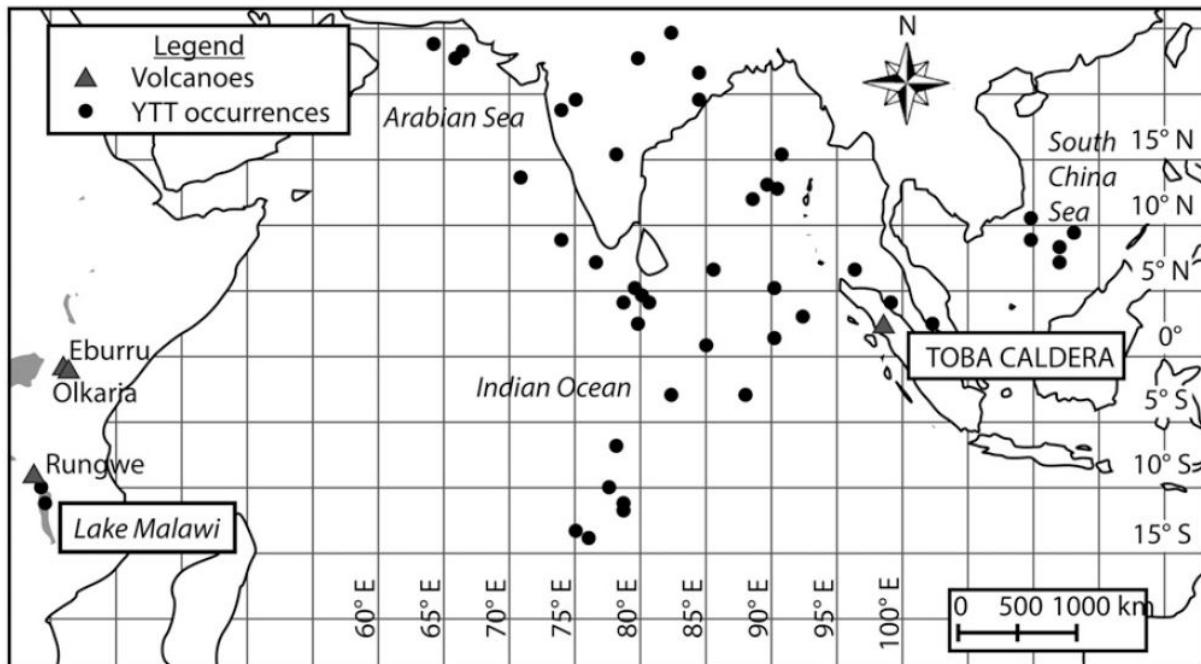 Legend
Volcanoes
YTT occurrences
N
Arabian Sea
South
China
Sea
15° N
10° N
5° N
0°
5° S
10° S
15° S
Eburru
Olkaria
Indian Ocean
TOBA CALDERA
Rungwe
Lake Malawi
60° E
65° E
70° E
75° E
80° E
85° E
90° E
95° E
100° E
0 500 1000 km